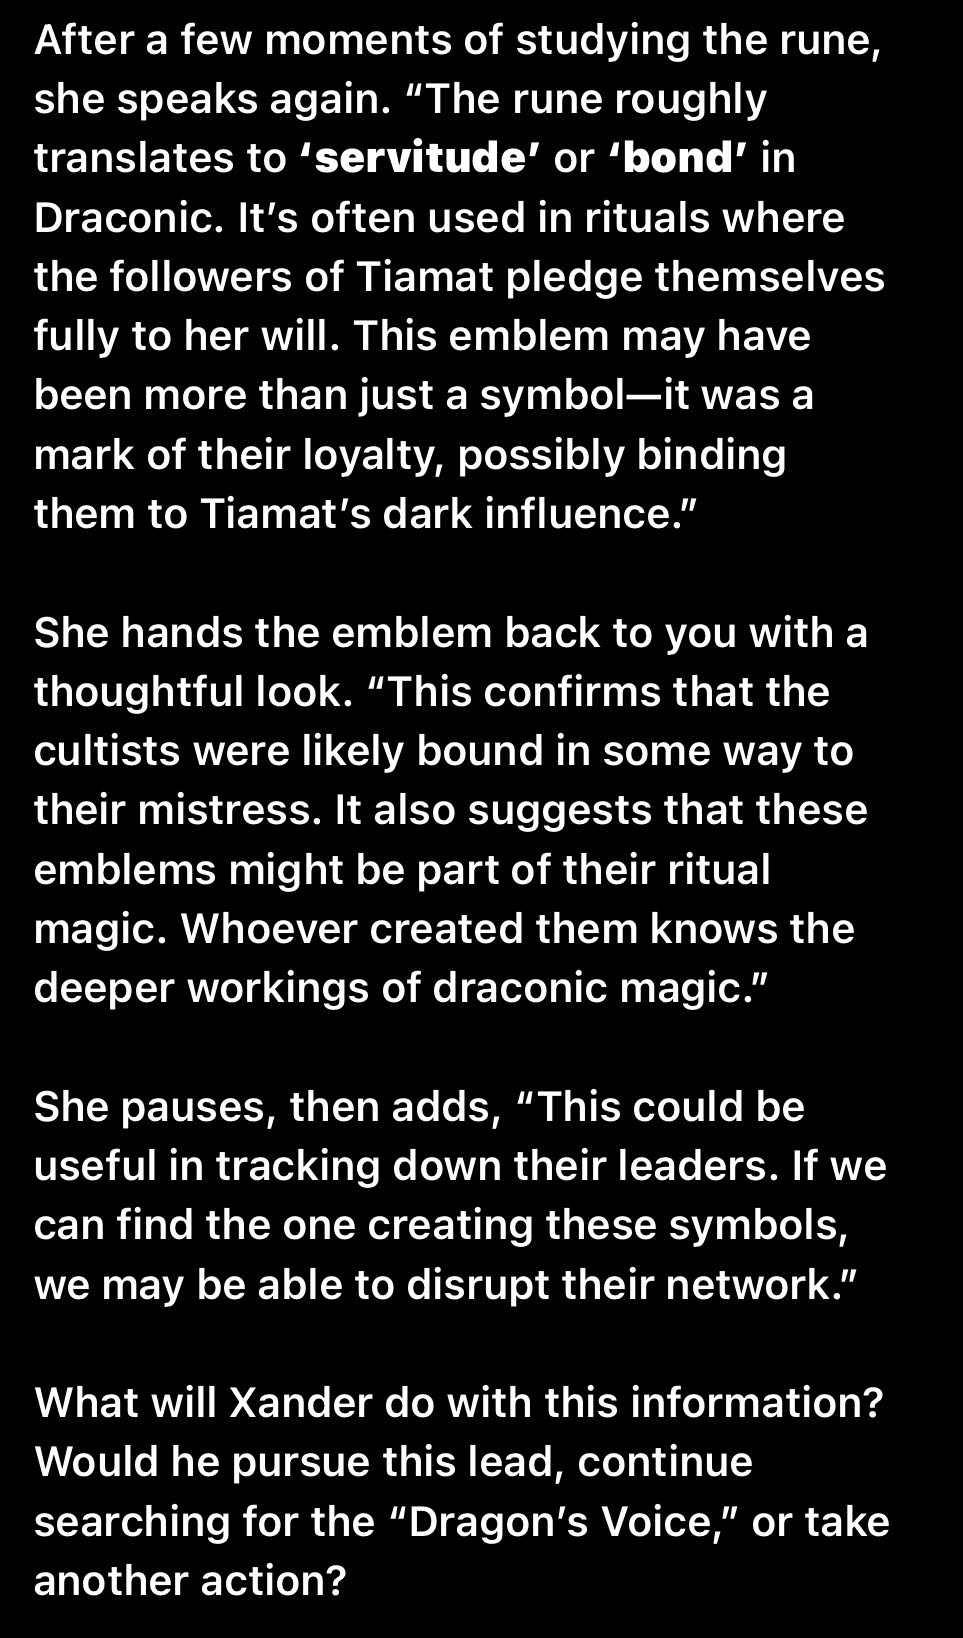 After a few moments of studying the rune,
she speaks again. “The rune roughly
translates to ‘servitude’ or ‘bond’ in
Draconic. It’s often used in rituals where
the followers of Tiamat pledge themselves
fully to her will. This emblem may have
been more than just a symbol—it was a
mark of their loyalty, possibly binding
them to Tiamat’s dark influence.”
She hands the emblem back to you with a
thoughtful look. “This confirms that the
cultists were likely bound in some way to
their mistress. It also suggests that these
emblems might be part of their ritual
magic. Whoever created them knows the
deeper workings of draconic magic.”
She pauses, then adds, “This could be
useful in tracking down their leaders. If we
can find the one creating these symbols,
we may be able to disrupt their network.”
What will Xander do with this information?
Would he pursue this lead, continue
searching for the “Dragon’s Voice,” or take
another action?